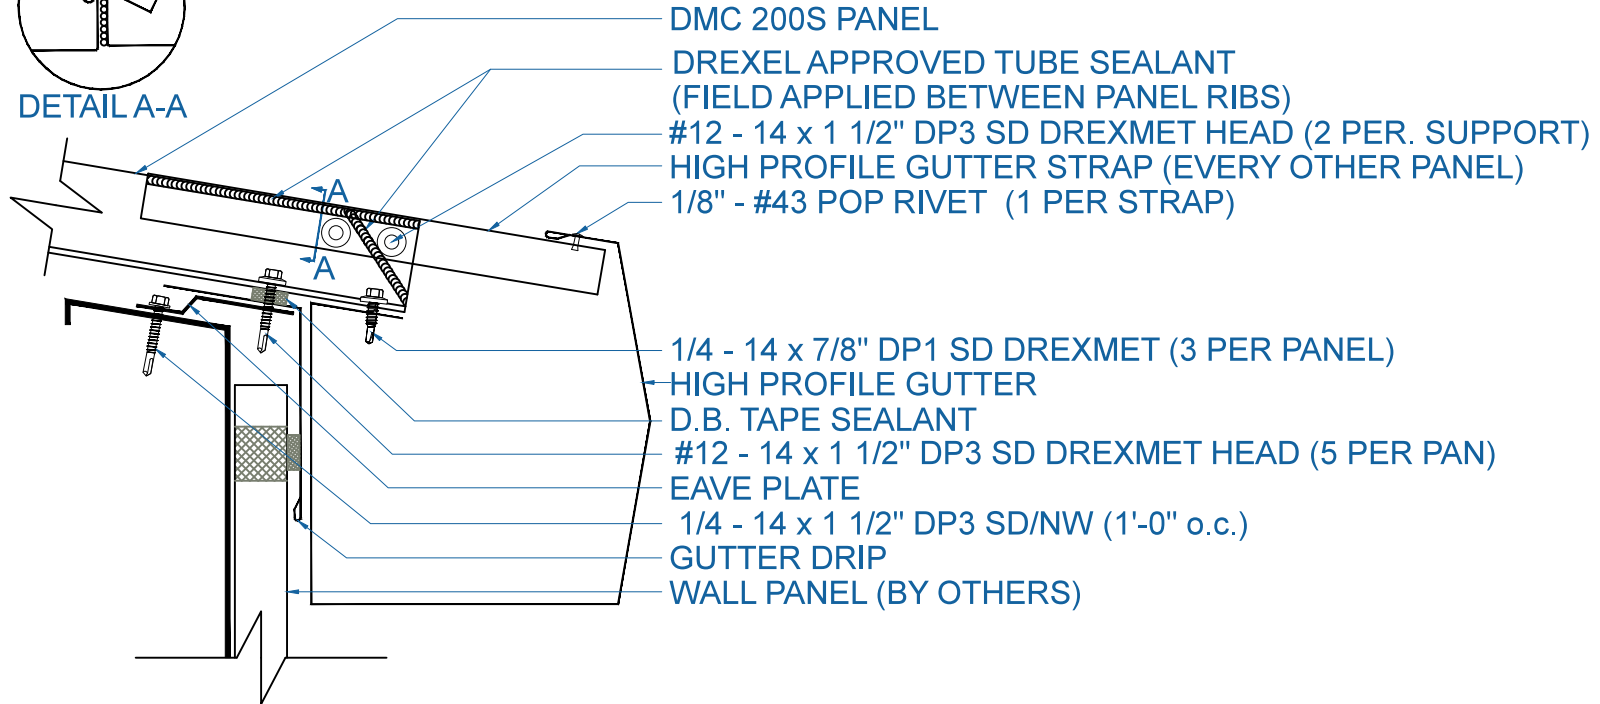 DETAIL A-A
DMC 200S PANEL
DREXEL APPROVED TUBE SEALANT
(FIELD APPLIED BETWEEN PANEL RIBS)
#12 - 14 x 1 1/2" DP3 SD DREXMET HEAD (2 PER. SUPPORT)
HIGH PROFILE GUTTER STRAP (EVERY OTHER PANEL)
1/8" - #43 POP RIVET (1 PER STRAP)
A
A
1/4 - 14 x 7/8" DP1 SD DREXMET (3 PER PANEL)
HIGH PROFILE GUTTER
D.B. TAPE SEALANT
#12 - 14 x 1 1/2" DP3 SD DREXMET HEAD (5 PER PAN)
EAVE PLATE
1/4 - 14 x 1 1/2" DP3 SD/NW (1'-0" o.c.)
GUTTER DRIP
WALL PANEL (BY OTHERS)